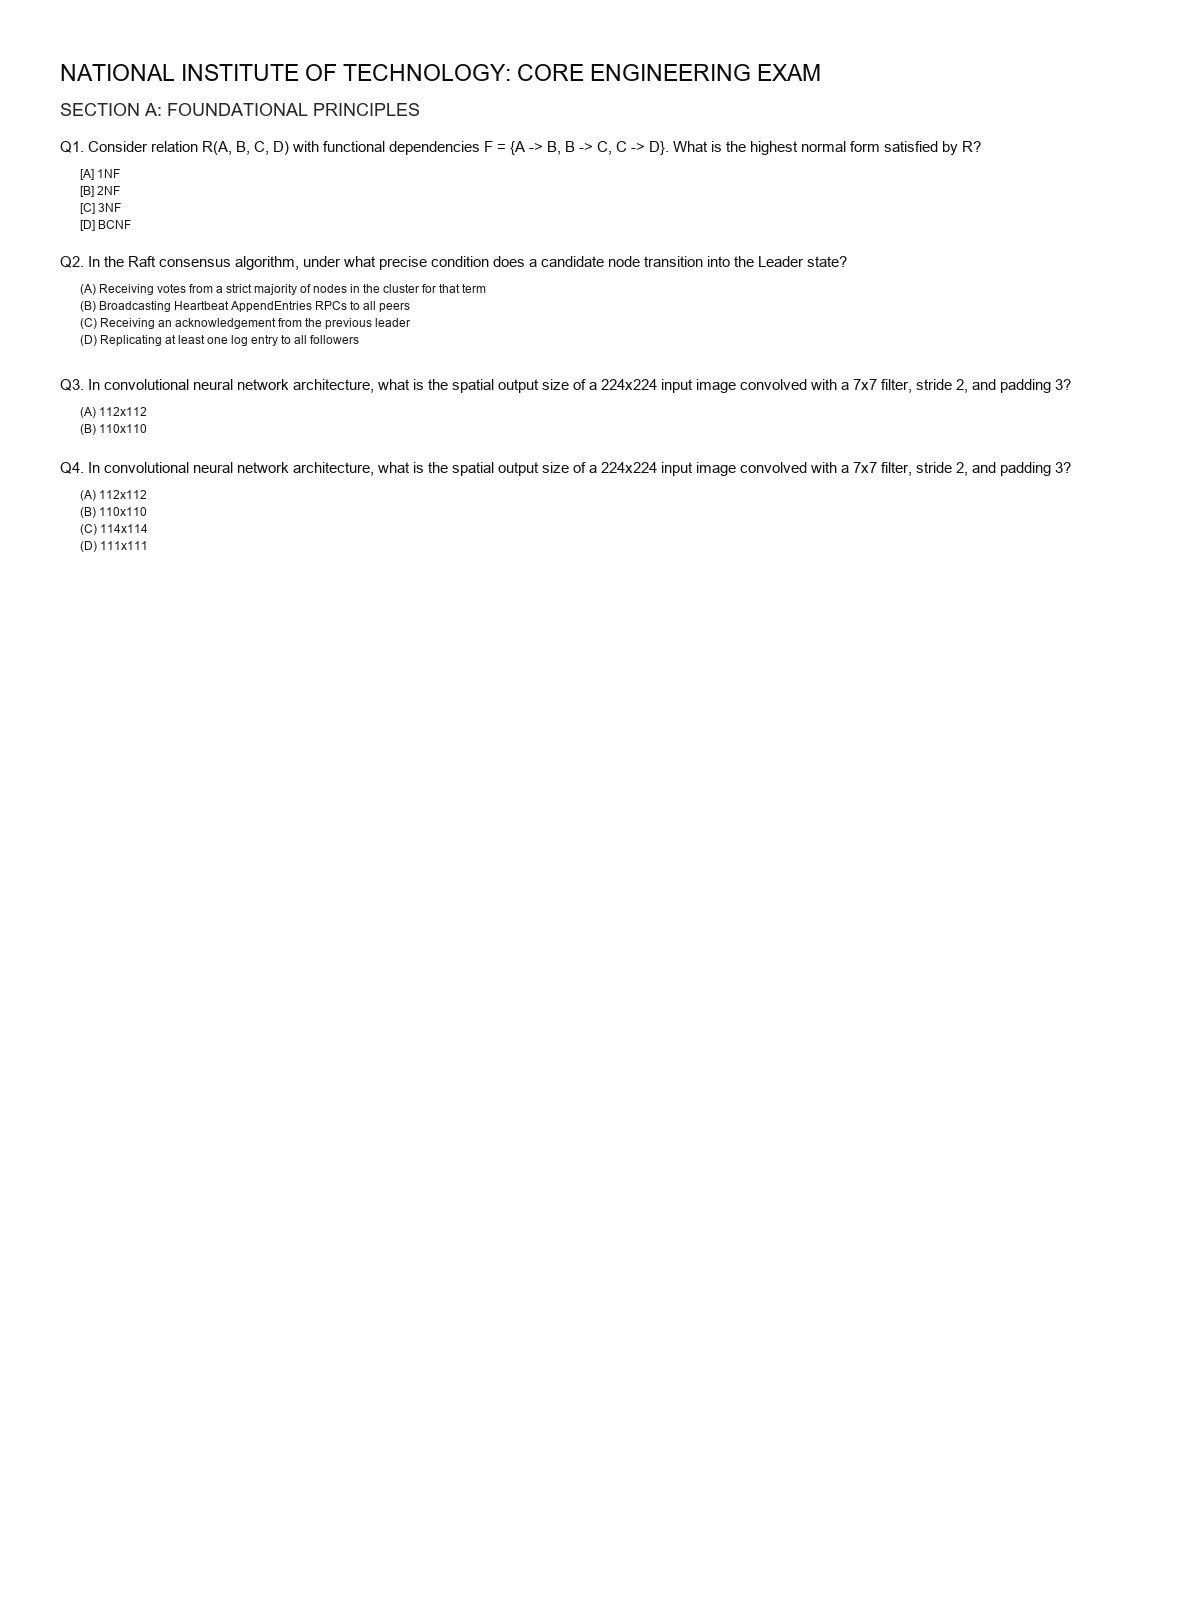 NATIONAL INSTITUTE OF TECHNOLOGY: CORE ENGINEERING EXAM
SECTION A: FOUNDATIONAL PRINCIPLES
Q1. Consider relation R(A, B, C, D) with functional dependencies F = {A -> B, B -> C, C -> D}. What is the highest normal form satisfied by R?
[A] 1NF
[B] 2NF
[C] 3NF
[D] BCNF
Q2. In the Raft consensus algorithm, under what precise condition does a candidate node transition into the Leader state?
(A) Receiving votes from a strict majority of nodes in the cluster for that term
(B) Broadcasting Heartbeat AppendEntries RPCs to all peers
(C) Receiving an acknowledgement from the previous leader
(D) Replicating at least one log entry to all followers
Q3. In convolutional neural network architecture, what is the spatial output size of a 224x224 input image convolved with a 7x7 filter, stride 2, and padding 3?
(A) 112x112
(B) 110x110
Q4. In convolutional neural network architecture, what is the spatial output size of a 224x224 input image convolved with a 7x7 filter, stride 2, and padding 3?
(A) 112x112
(B) 110x110
(C) 114x114
(D) 111x111